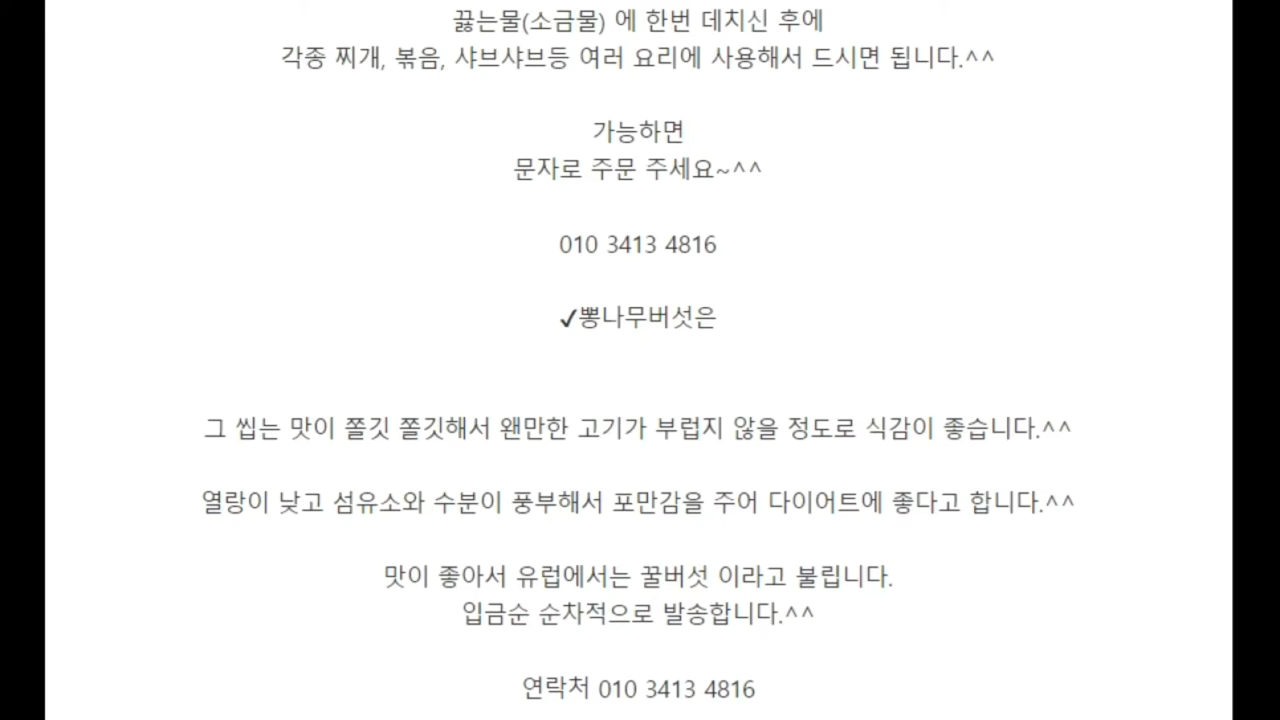 끓는물(소금물) 에 한번 데치신 후에
각종 찌개, 볶음, 샤브샤브등 여러 요리에 사용해서 드시면 됩니다.^^
가능하면
문자로 주문 주세요~^^
010 3413 4816
✓뽕나무버섯은
그 씹는 맛이 쫄깃 쫄깃해서 왠만한 고기가 부럽지 않을 정도로 식감이 좋습니다.^^
열랑이 낮고 섬유소와 수분이 풍부해서 포만감을 주어 다이어트에 좋다고 합니다.^^
맛이 좋아서 유럽에서는 꿀버섯 이라고 불립니다.
입금순 순차적으로 발송합니다.^^
연락처 010 3413 4816